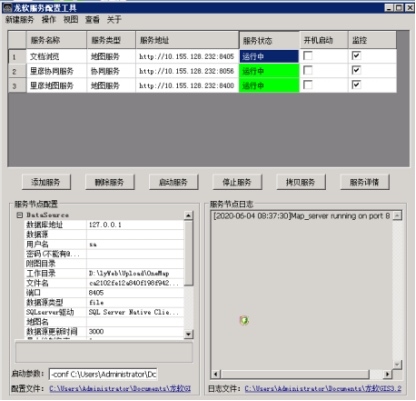 龙软服务配置工具
新建服务 操作 视图 查看 关于
服务名称 服务类型 服务地址 服务状态 开机启动 监控
1 文档浏览 地图服务 http://10.155.128.232:8405 运行中
2 里彦协同服务 协同服务 http://10.155.128.232:8056 运行中
3 里彦地图服务 地图服务 http://10.155.128.232:8400 运行中
添加服务 删除服务 启动服务 停止服务 拷贝服务 服务详情
服务节点配置
DataSource
数据库地址 127.0.0.1
数据源
用户名 sa
密码(不能有@...
附图目录
工作目录 D:\lyWeb\Upload\OneMap
文件名
端口 8405
数据源类型 file
SQLserver驱动 SQL Server Native Clie...
地图名
数据源更新时间 3000
启动参数: -conf C:\Users\Administrator\Dc
配置文件: C:\Users\Administrator\Documents\龙软GI
服务节点日志
[2020-06-04 08:37:30]Map_server running on port 8
日志文件: C:\Users\Administrator\Documents\龙软GIS3.2